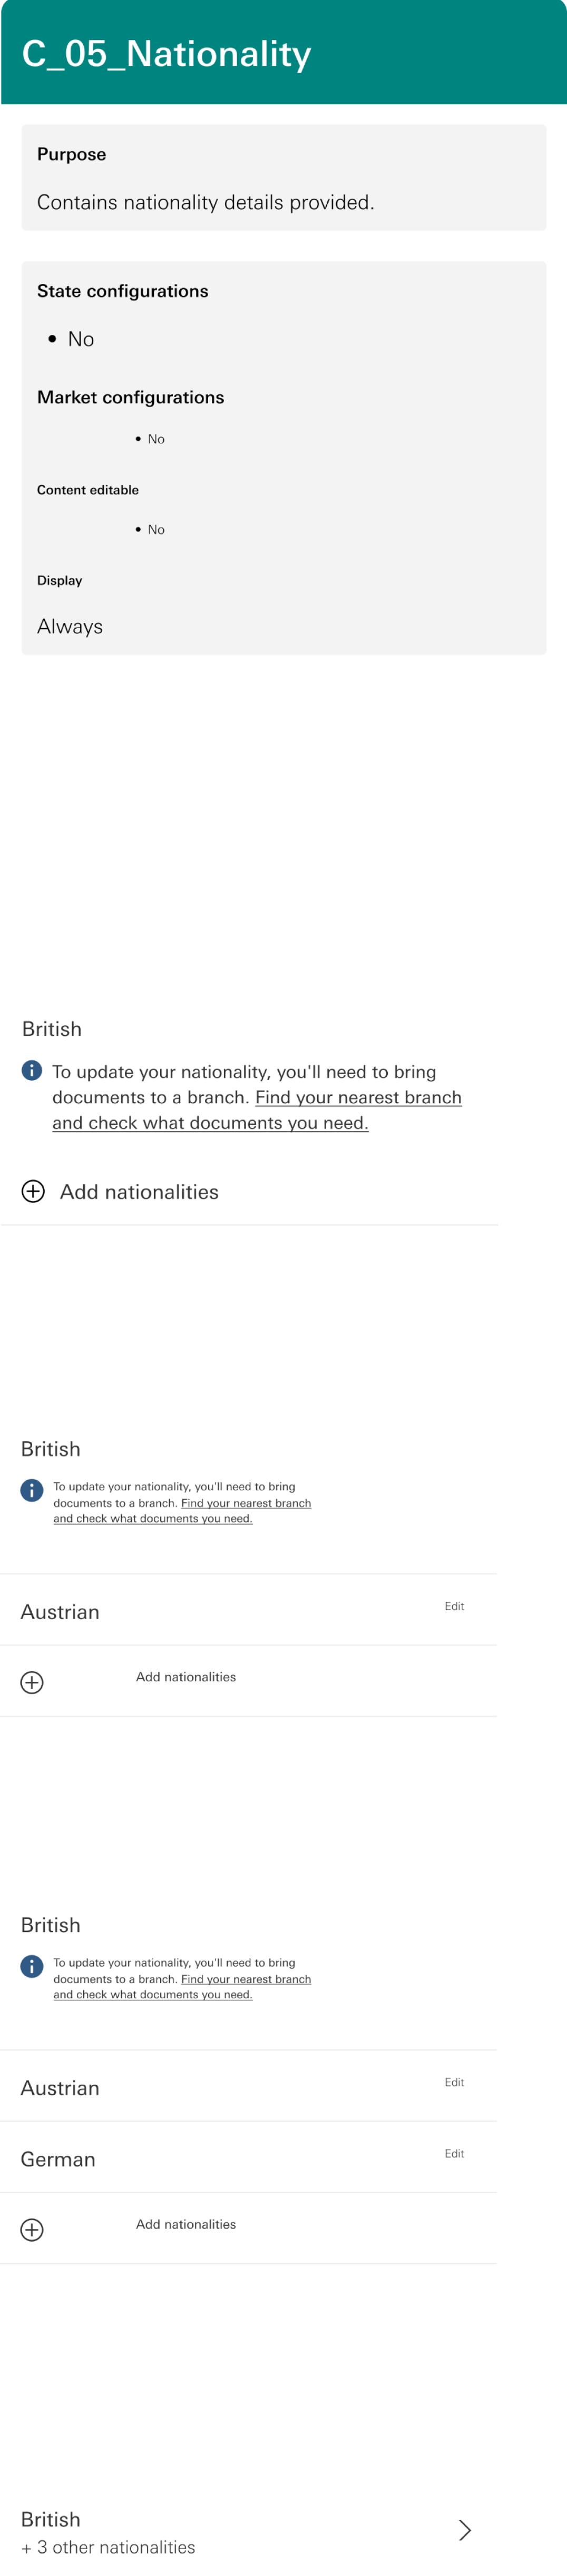 C_05_Nationality
Purpose
Contains nationality details provided.
State configurations
• No
Market configurations
• No
Content editable
• No
Display
Always
British
To update your nationality, you'll need to bring
documents to a branch. Find your nearest branch
and check what documents you need.
Add nationalities
British
To update your nationality, you'll need to bring
documents to a branch. Find your nearest branch
and check what documents you need.
Austrian Edit
Add nationalities
British
To update your nationality, you'll need to bring
documents to a branch. Find your nearest branch
and check what documents you need.
Austrian Edit
German Edit
Add nationalities
British
+ 3 other nationalities